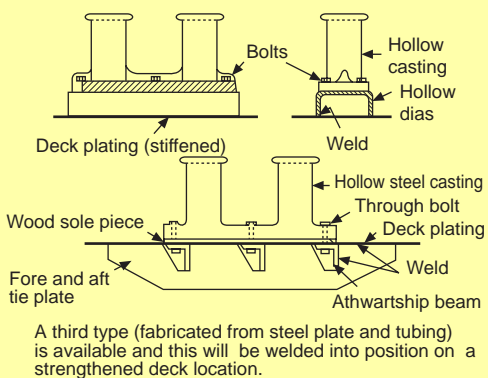 Bolts
Hollow
casting
Hollow
dias
Weld
Deck plating (stiffened)
Hollow steel casting
Through bolt
Deck plating
Wood sole piece
Weld
Fore and aft
tie plate
Athwartship beam
A third type (fabricated from steel plate and tubing)
is available and this will be welded into position on a
strengthened deck location.